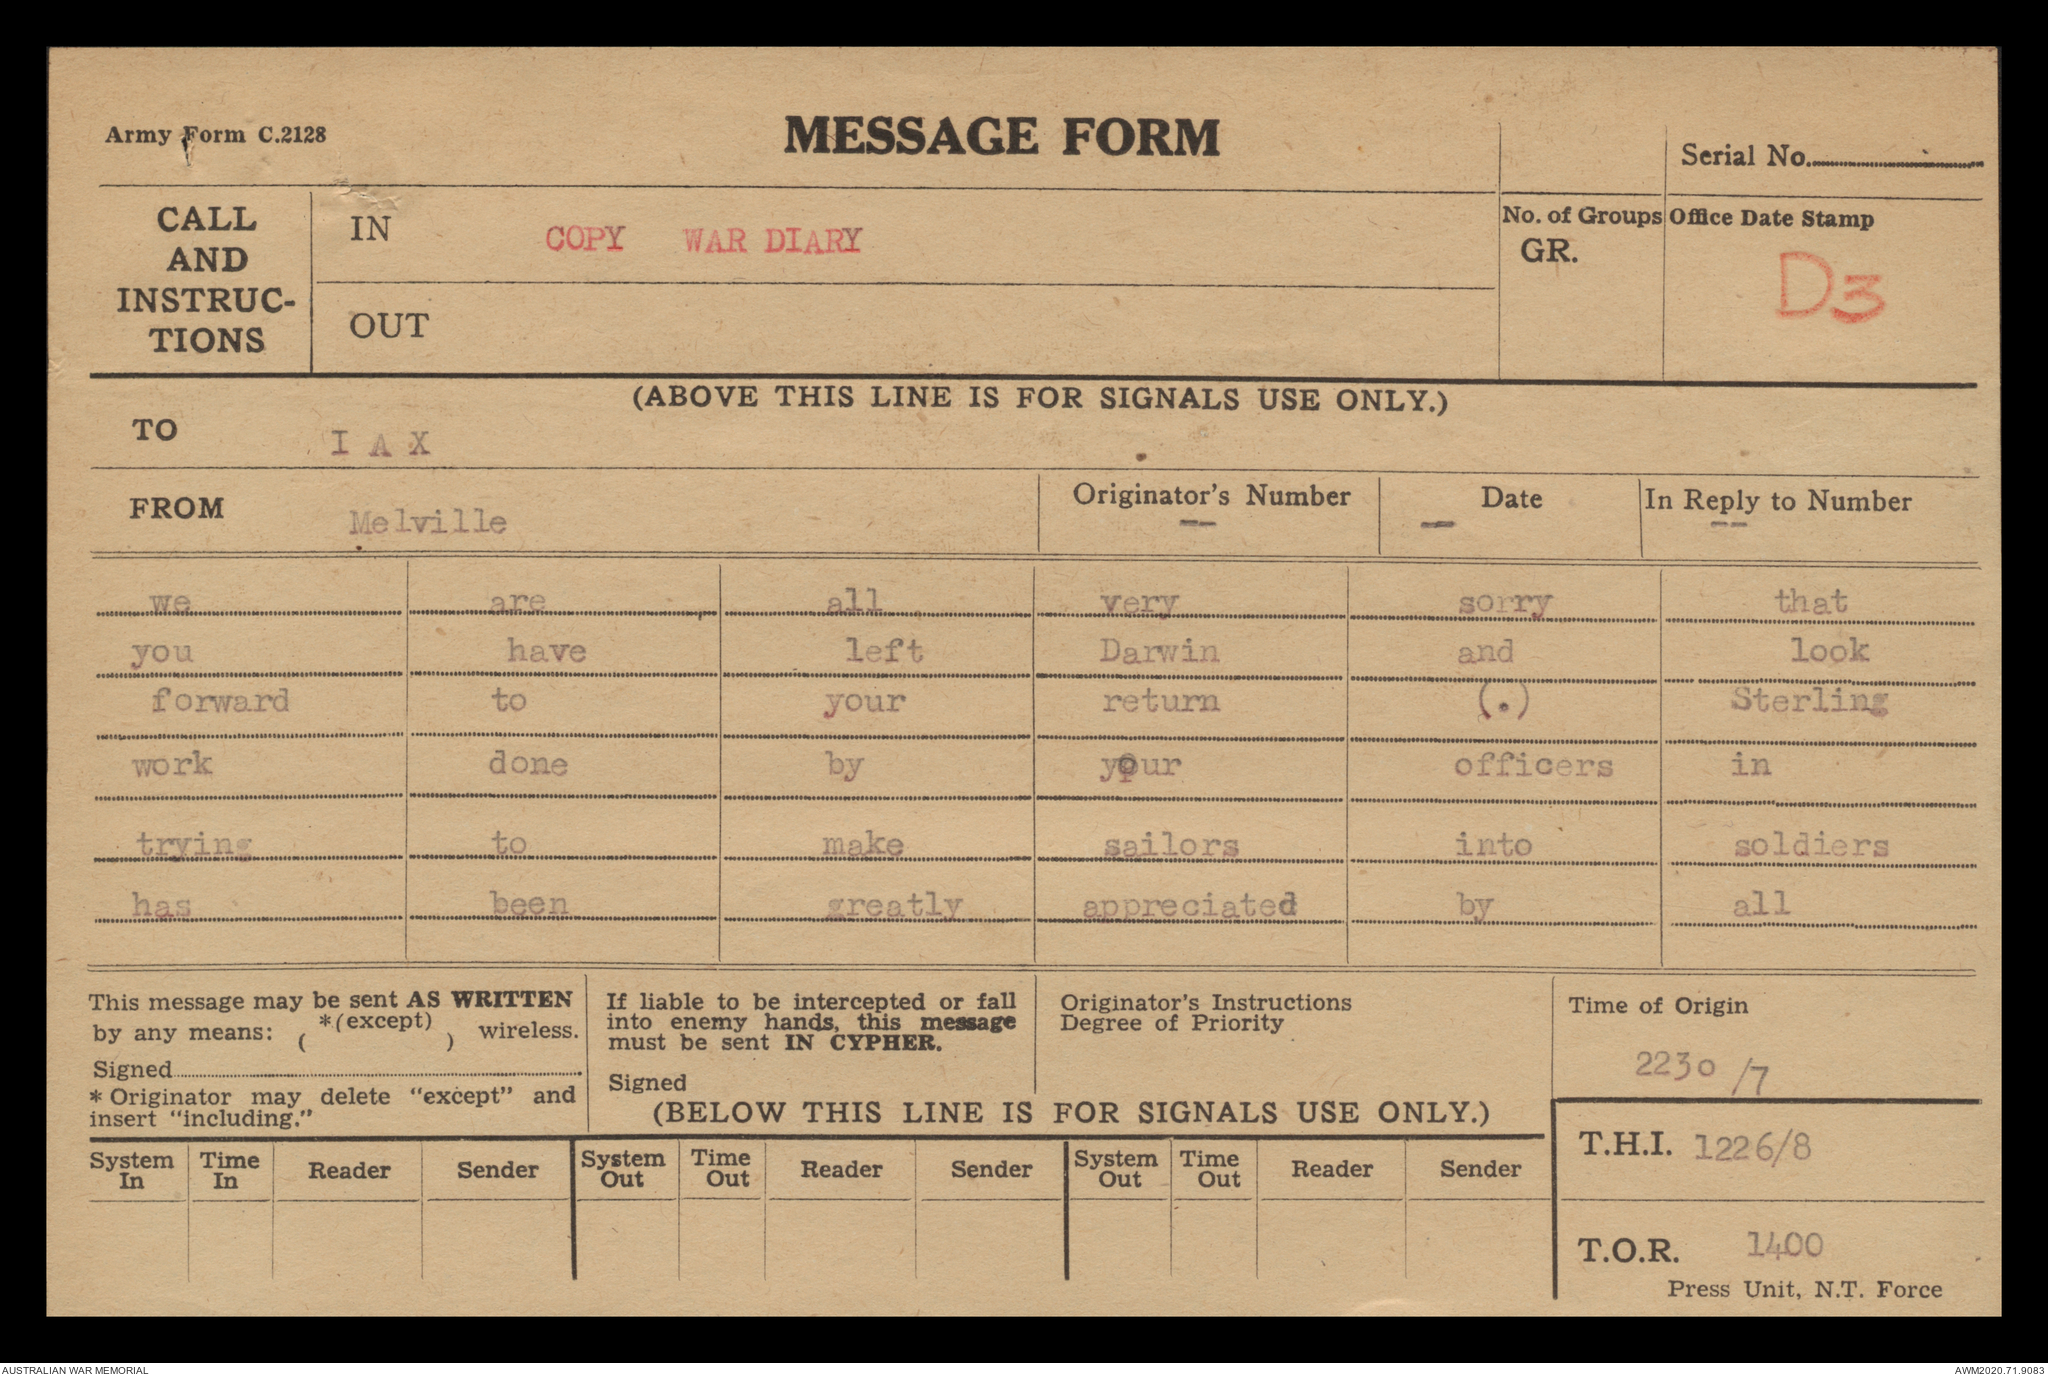 Army Form C.2128
MESSAGE FORM
Serial No.
CALL
AND
INSTRUC-
TIONS
IN COPY WAR DIARY
OUT
No. of Groups
GR.
Office Date Stamp
D3
(ABOVE THIS LINE IS FOR SIGNALS USE ONLY.)
TO I A X
FROM Melville
Originator's Number
--
Date
--
In Reply to Number
--
we are all very sorry that
you have left Darwin and look
forward to your return (.) Sterling
work done by your officers in
trying to make sailors into soldiers
has been greatly appreciated by all
This message may be sent AS WRITTEN
by any means: ( *(except) ) wireless.
Signed
* Originator may delete "except" and
insert "including."
If liable to be intercepted or fall
into enemy hands, this message
must be sent IN CYPHER.
Signed
Originator's Instructions
Degree of Priority
Time of Origin
2230/7
(BELOW THIS LINE IS FOR SIGNALS USE ONLY.)
System In Time In Reader Sender System Out Time Out Reader Sender System Out Time Out Reader Sender
T.H.I. 1226/8
T.O.R. 1400
Press Unit, N.T. Force
AUSTRALIAN WAR MEMORIAL
AWM2020.71.9083